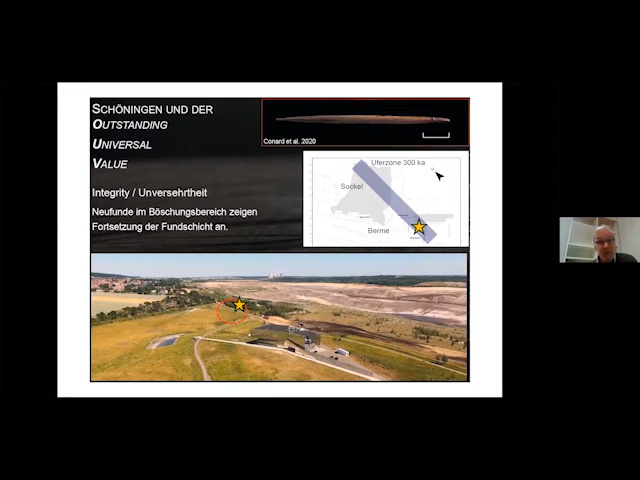 SCHÖNINGEN UND DER
OUTSTANDING
UNIVERSAL
VALUE
Integrity / Unversehrtheit
Neufunde im Böschungsbereich zeigen
Fortsetzung der Fundschicht an.
Conard et al. 2020
Uferzone 300 ka
Sockel
Berme